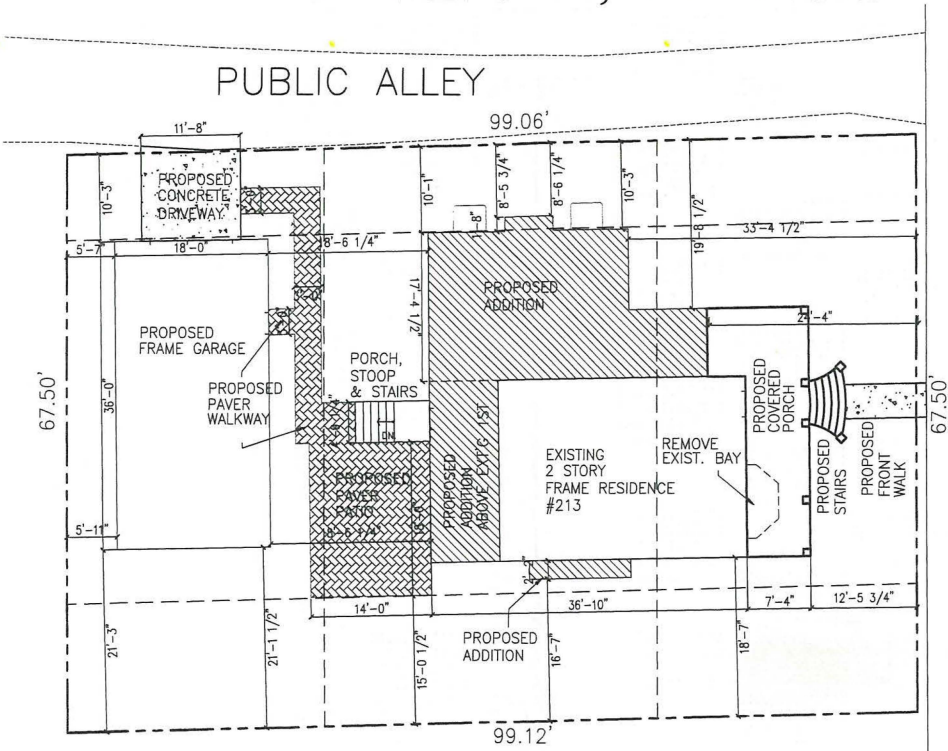 PUBLIC ALLEY
99.06'
11'-8"
PROPOSED
CONCRETE
DRIVEWAY
10'-3"
10'-1"
8'-5 3/4"
8'-6 1/4"
10'-3"
19'-8 1/2"
33'-4 1/2"
5'-7"
18'-0"
18'-6 1/4"
17'-4 1/2"
PROPOSED
ADDITION
24'-4"
PROPOSED
FRAME GARAGE
36'-0"
PROPOSED
PAVER
WALKWAY
PORCH,
STOOP
& STAIRS
DN.
67.50'
67.50'
PROPOSED
COVERED
PORCH
PROPOSED
STAIRS
PROPOSED
FRONT
WALK
PROPOSED
ADDITION
ABOVE EXT'G 1ST
EXISTING
2 STORY
FRAME RESIDENCE
#213
REMOVE
EXIST. BAY
PROPOSED
PAVER
PATIO
18'-6 1/4"
5'-11"
14'-0"
36'-10"
7'-4"
12'-5 3/4"
21'-3"
21'-1 1/2"
15'-0 1/2"
PROPOSED
ADDITION
16'-7"
18'-7"
99.12'